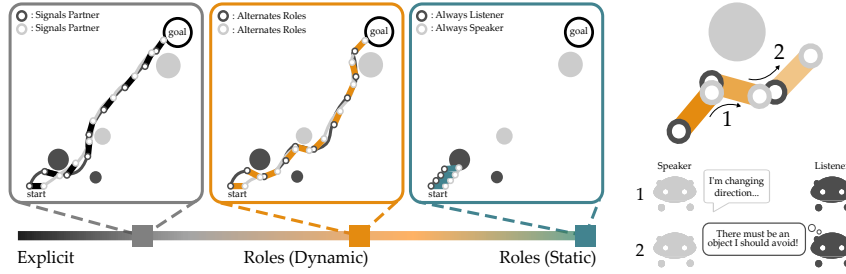 : Signals Partner
: Signals Partner
goal
start
: Alternates Roles
: Alternates Roles
goal
start
: Always Listener
: Always Speaker
goal
start
Explicit
Roles (Dynamic)
Roles (Static)
2
1
Speaker
Listener
1
I'm changing
direction...
2
There must be an
object I should avoid!